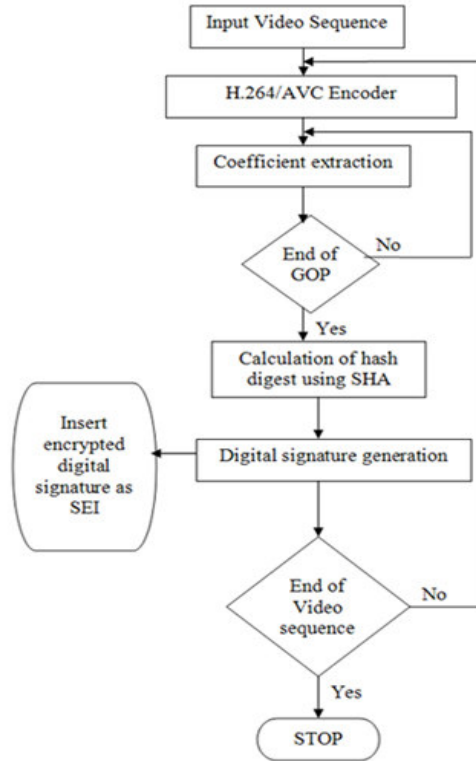 Input Video Sequence
H.264/AVC Encoder
Coefficient extraction
End of
GOP
No
Yes
Calculation of hash
digest using SHA
Insert
encrypted
digital
signature as
SEI
Digital signature generation
End of
Video
sequence
No
Yes
STOP